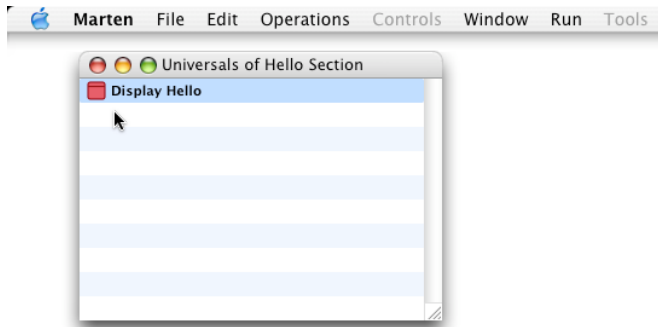 Marten File Edit Operations Controls Window Run Tools
Universals of Hello Section
Display Hello